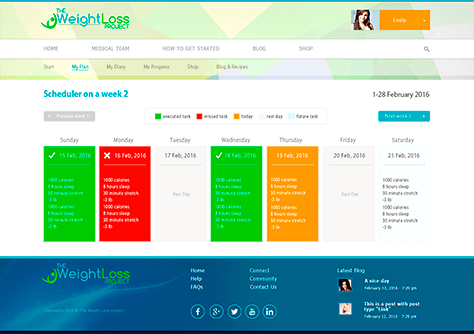 THE
WeightLoss
PROJECT
Emily
HOME MEDICAL TEAM HOW TO GET STARTED BLOG SHOP
Start My Plan My Diary My Progress Shop Blog & Recipes
Scheduler on a week 2 1-28 February 2016
Previous week executed task missed task today rest day future task Next week
Sunday Monday Tuesday Wednesday Thursday Friday Saturday
15 Feb, 2016 16 Feb, 2016 17 Feb, 2016 18 Feb, 2016 19 Feb, 2016 20 Feb, 2016 21 Feb, 2016
1000 calories 1000 calories 1000 calories 1000 calories 1000 calories
8 hours sleep 8 hours sleep Rest Day 8 hours sleep 8 hours sleep Rest Day 8 hours sleep
30 minute stretch 30 minute stretch 30 minute stretch 30 minute stretch 30 minute stretch
-3 lb -3 lb -3 lb -3 lb -3 lb
THE
WeightLoss
PROJECT
Home Connect Latest Blog
Help Community A nice day
FAQs Contact Us February 12, 2016 - 7:20 pm
This is a post with post
type "Link"
February 12, 2016 - 7:20 pm